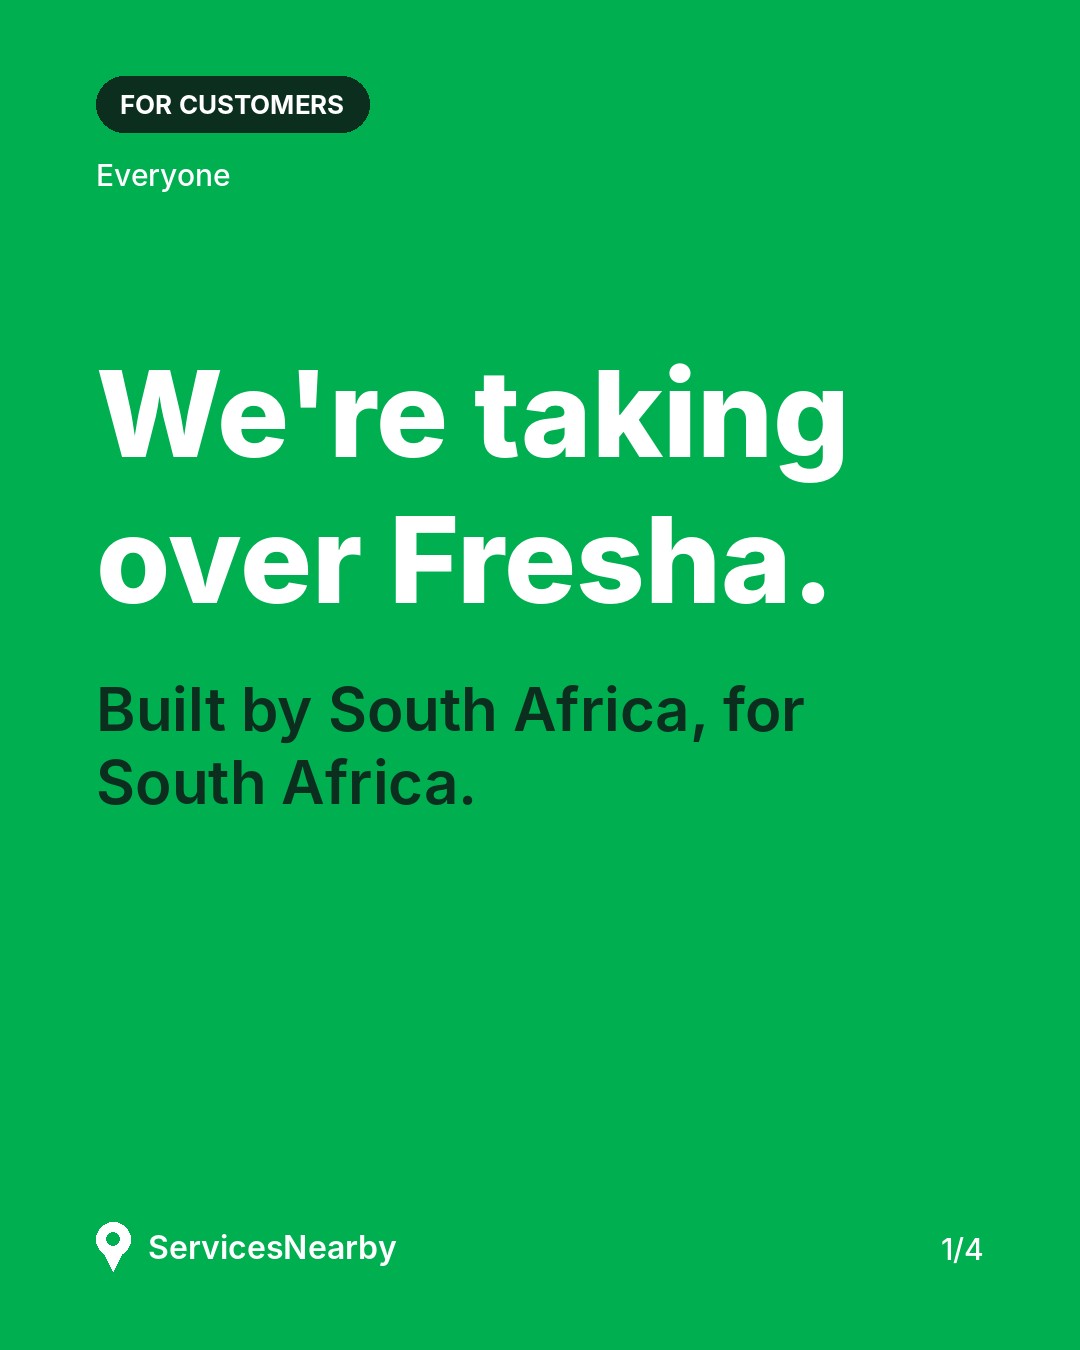 FOR CUSTOMERS
Everyone
We're taking
over Fresha.
Built by South Africa, for
South Africa.
ServicesNearby
1/4